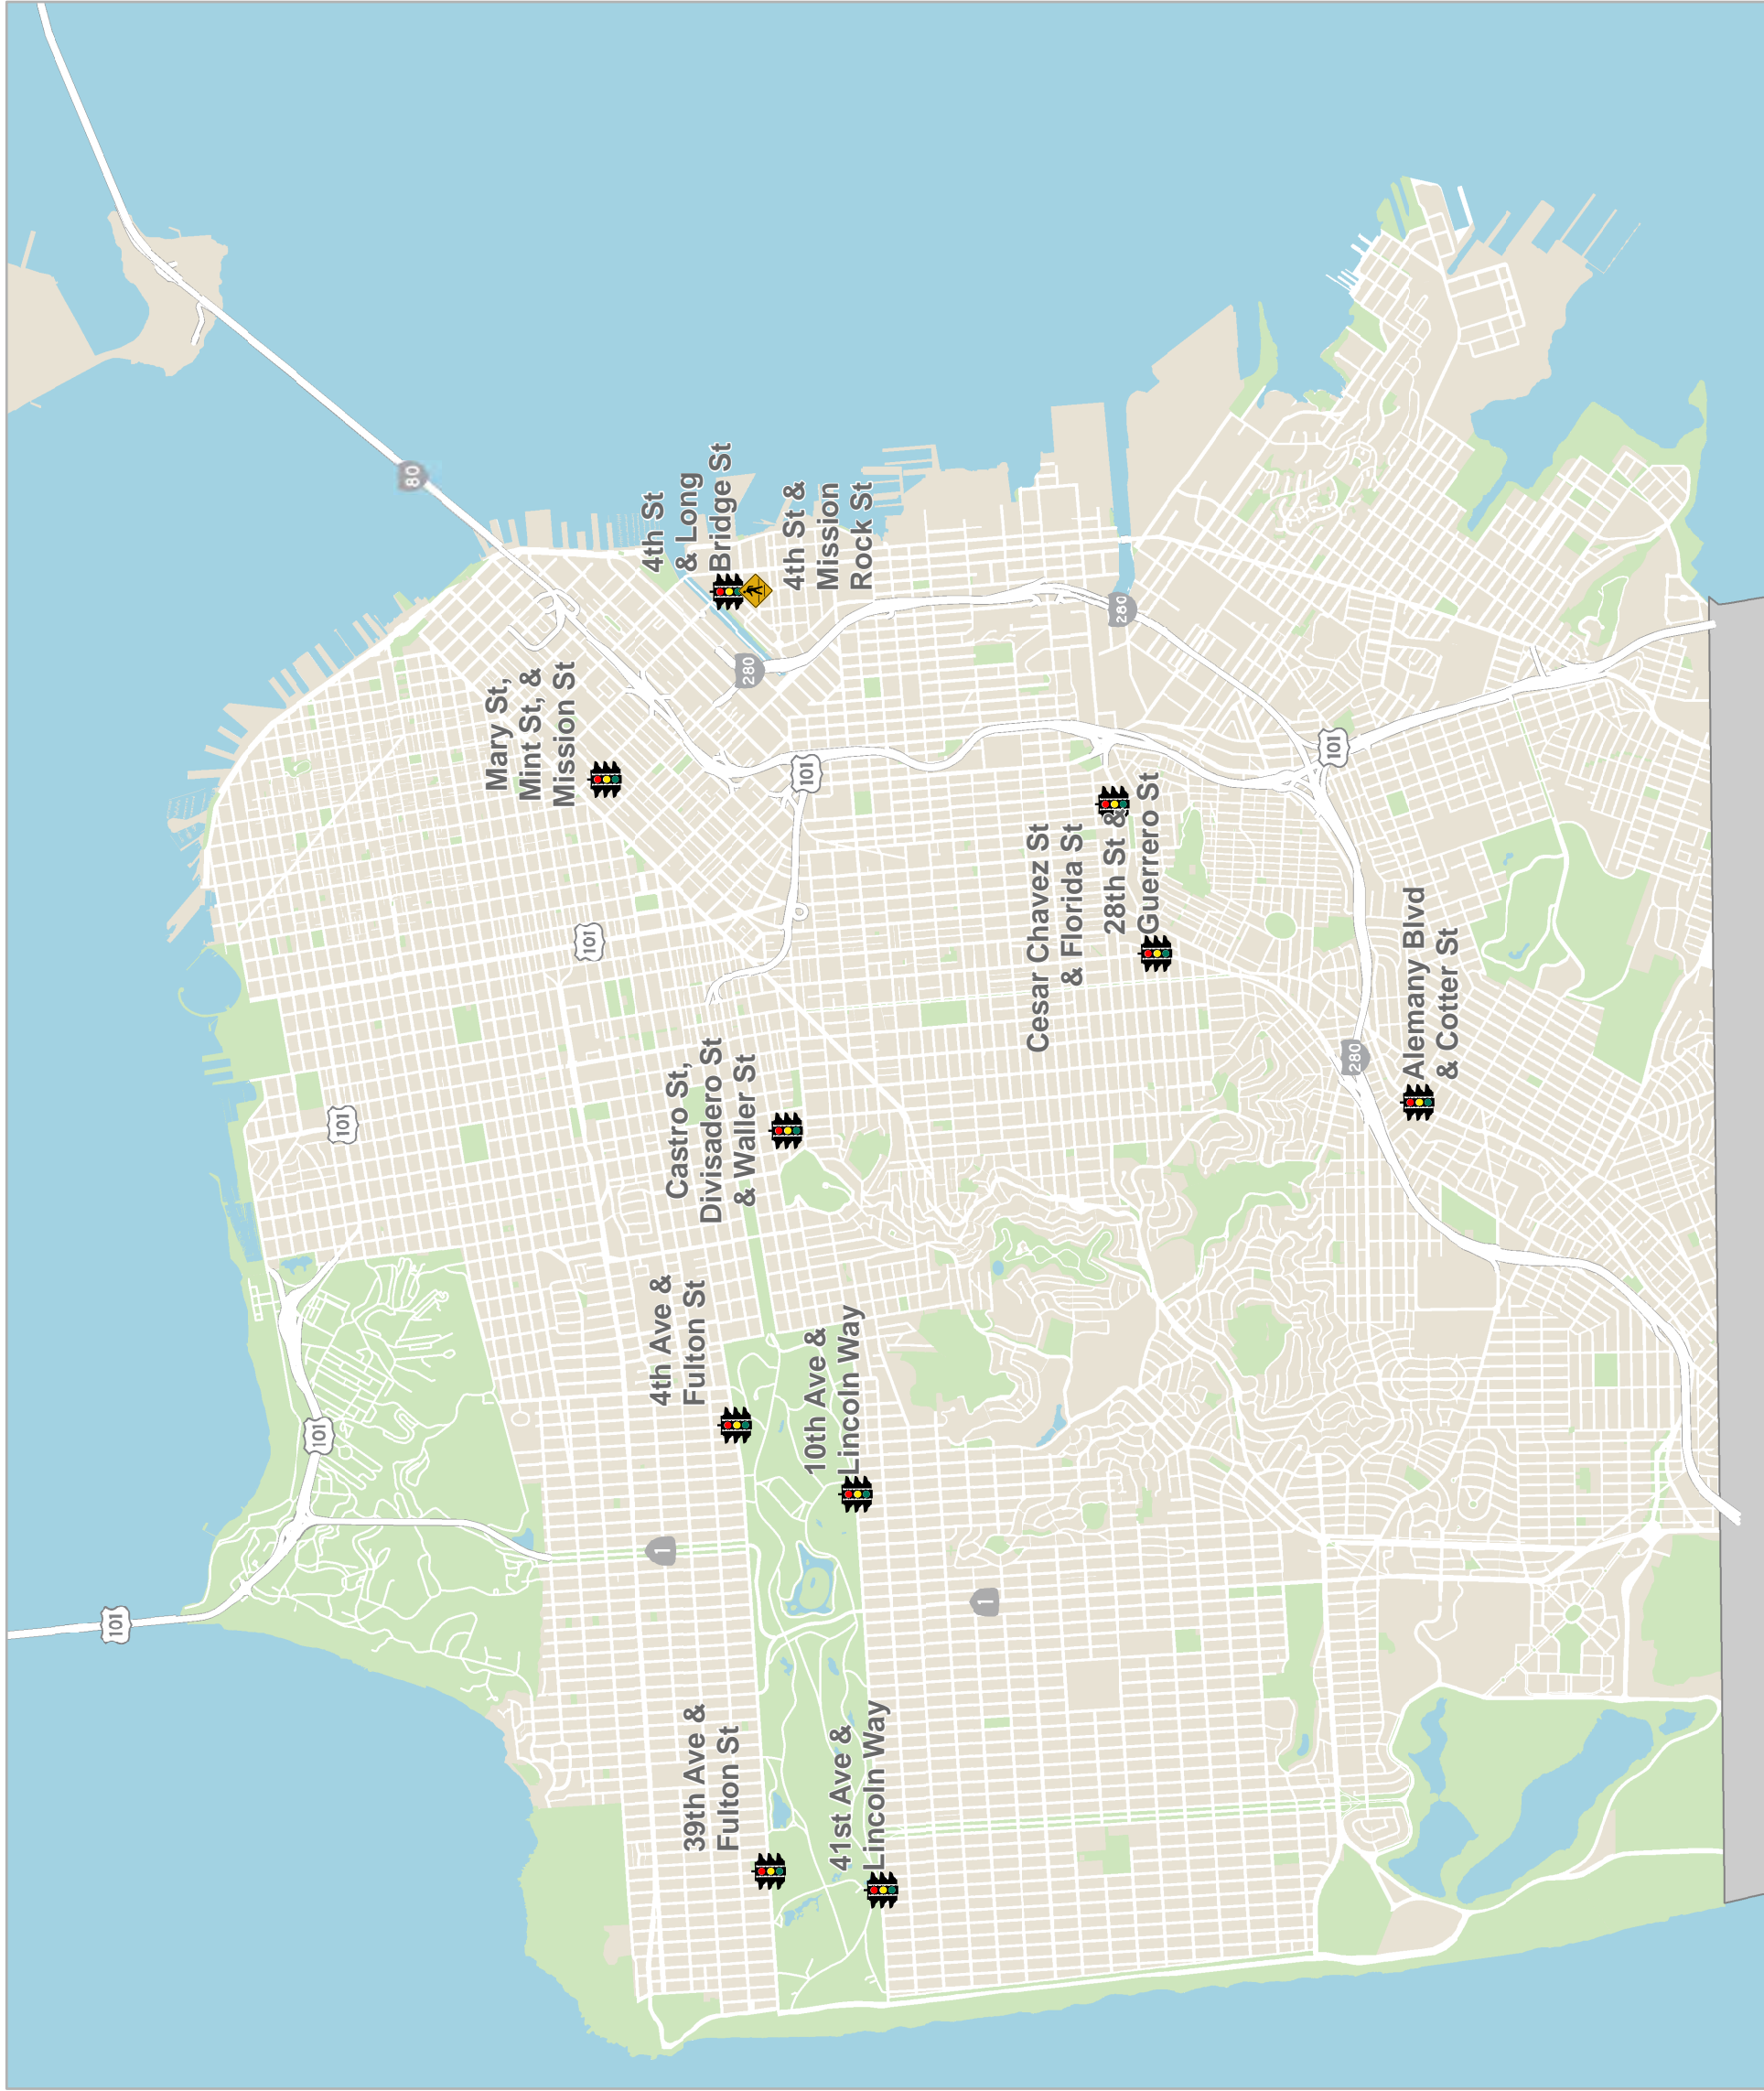 101
101
101
101
80
Mary St,
Mint St, &
Mission St
4th St
& Long
Bridge St
4th St &
Mission
Rock St
280
101
Castro St,
Divisadero St
& Waller St
4th Ave &
Fulton St
1
39th Ave &
Fulton St
10th Ave &
Lincoln Way
41st Ave &
Lincoln Way
1
Cesar Chavez St
& Florida St
28th St &
Guerrero St
280
101
280
Alemany Blvd
& Cotter St